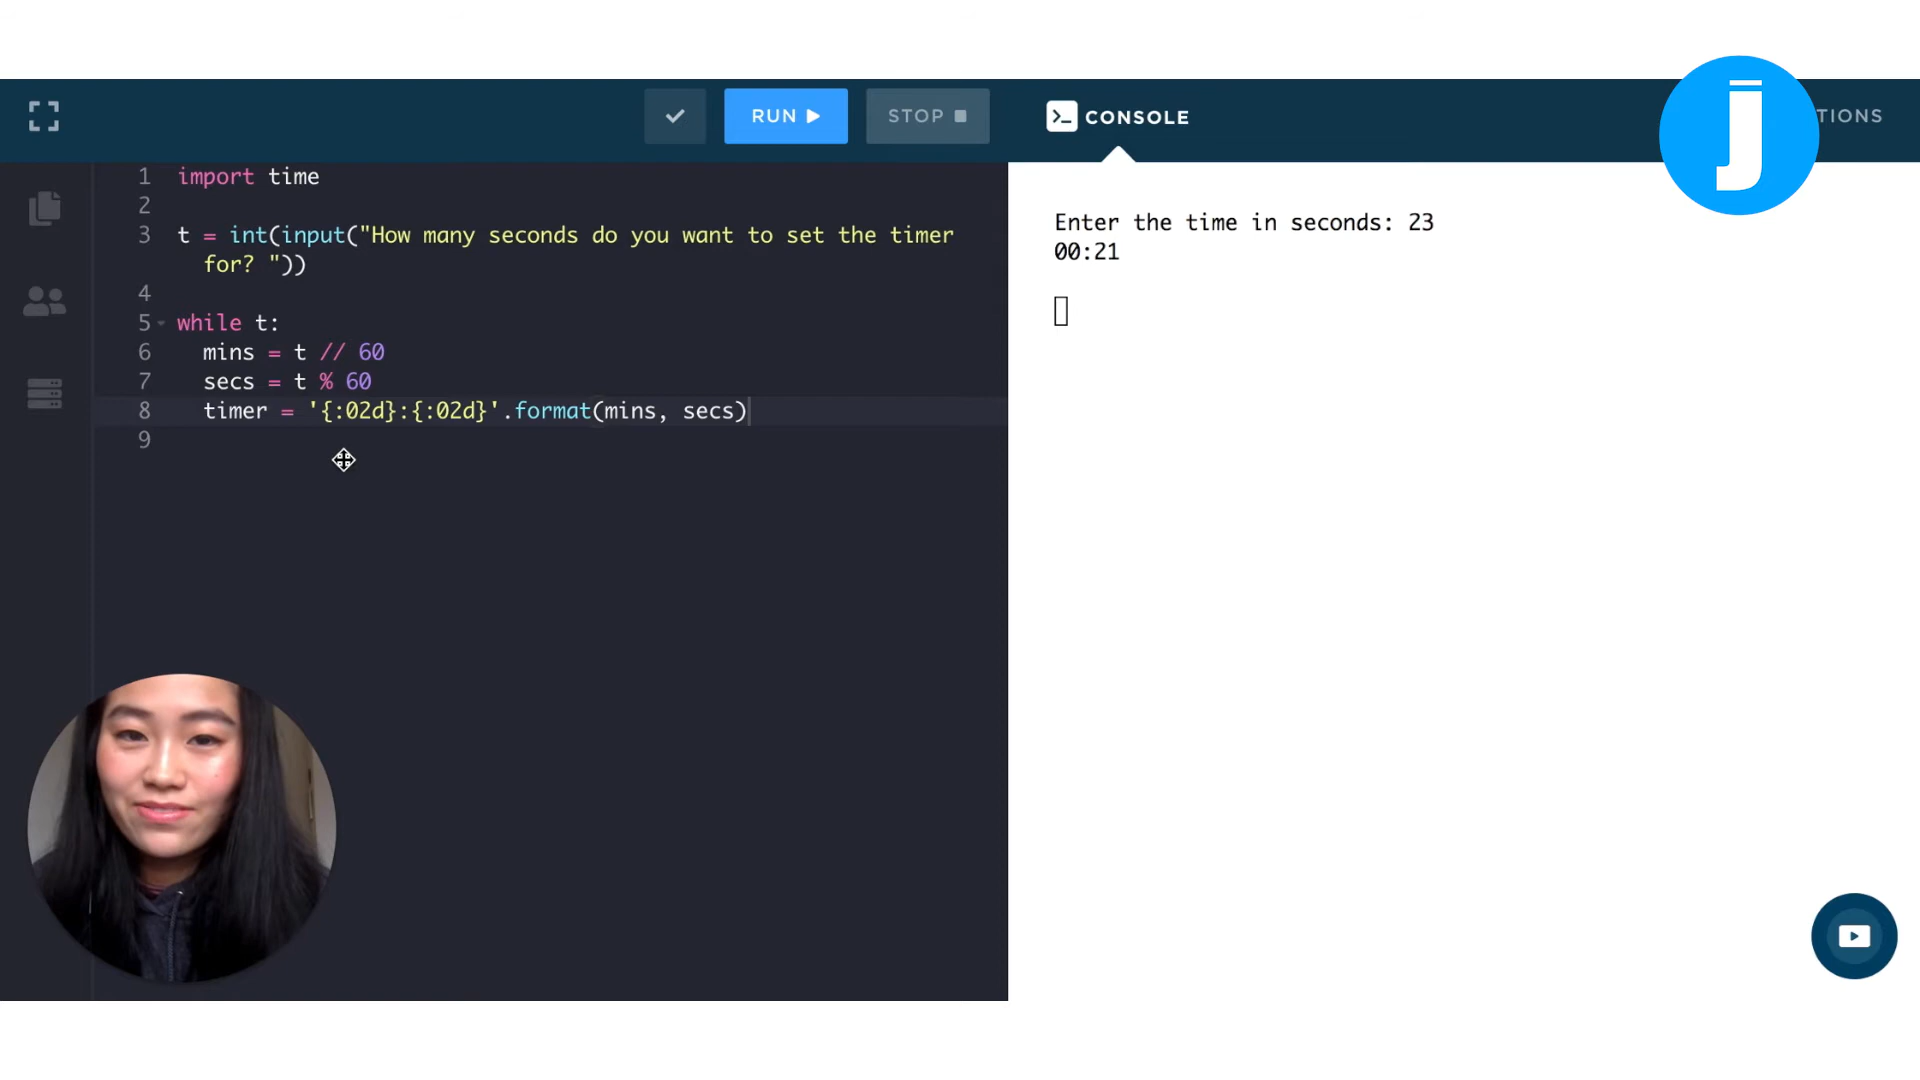 RUN
STOP
CONSOLE
TIONS
j
1 import time
2
3 t = int(input("How many seconds do you want to set the timer
for? "))
4
5 while t:
6 mins = t // 60
7 secs = t % 60
8 timer = '{:02d}:{:02d}'.format(mins, secs)
9
Enter the time in seconds: 23
00:21